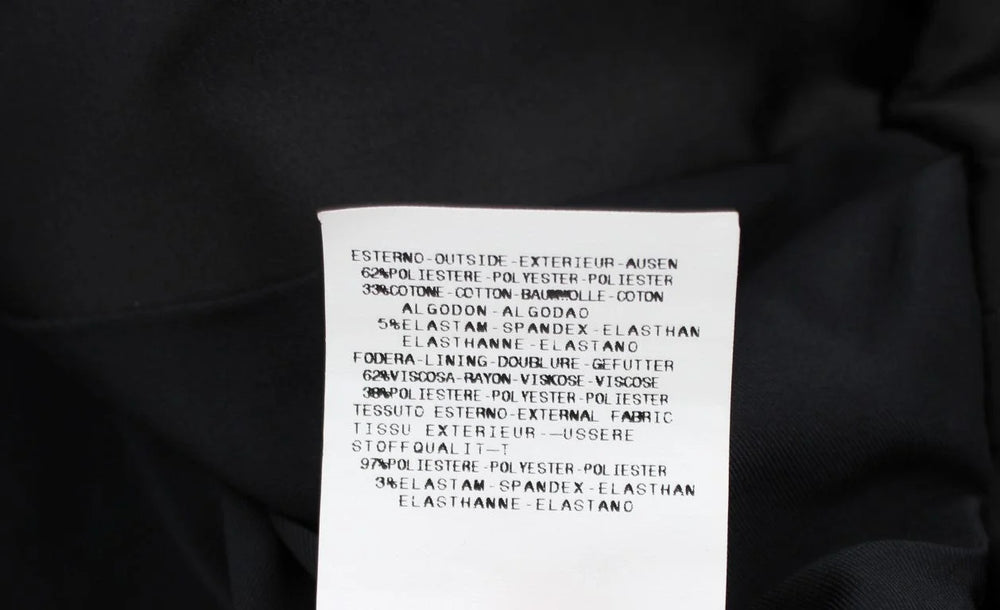 ESTERNO-OUTSIDE-EXTERIEUR-AUSEN
62%POLIESTERE-POLYESTER-POLIESTER
33%COTONE-COTTON-BAUMWOLLE-COTON
ALGODON-ALGODAO
5%ELASTAM-SPANDEX-ELASTHAN
ELASTHANNE-ELASTANO
FODERA-LINING-DOUBLURE-GEFUTTER
62%VISCOSA-RAYON-VISKOSE-VISCOSE
38%POLIESTERE-POLYESTER-POLIESTER
TESSUTO ESTERNO-EXTERNAL FABRIC
TISSU EXTERIEUR-—USSERE
STOFFQUALIT—T
97%POLIESTERE-POLYESTER-POLIESTER
3%ELASTAM-SPANDEX-ELASTHAN
ELASTHANNE-ELASTANO